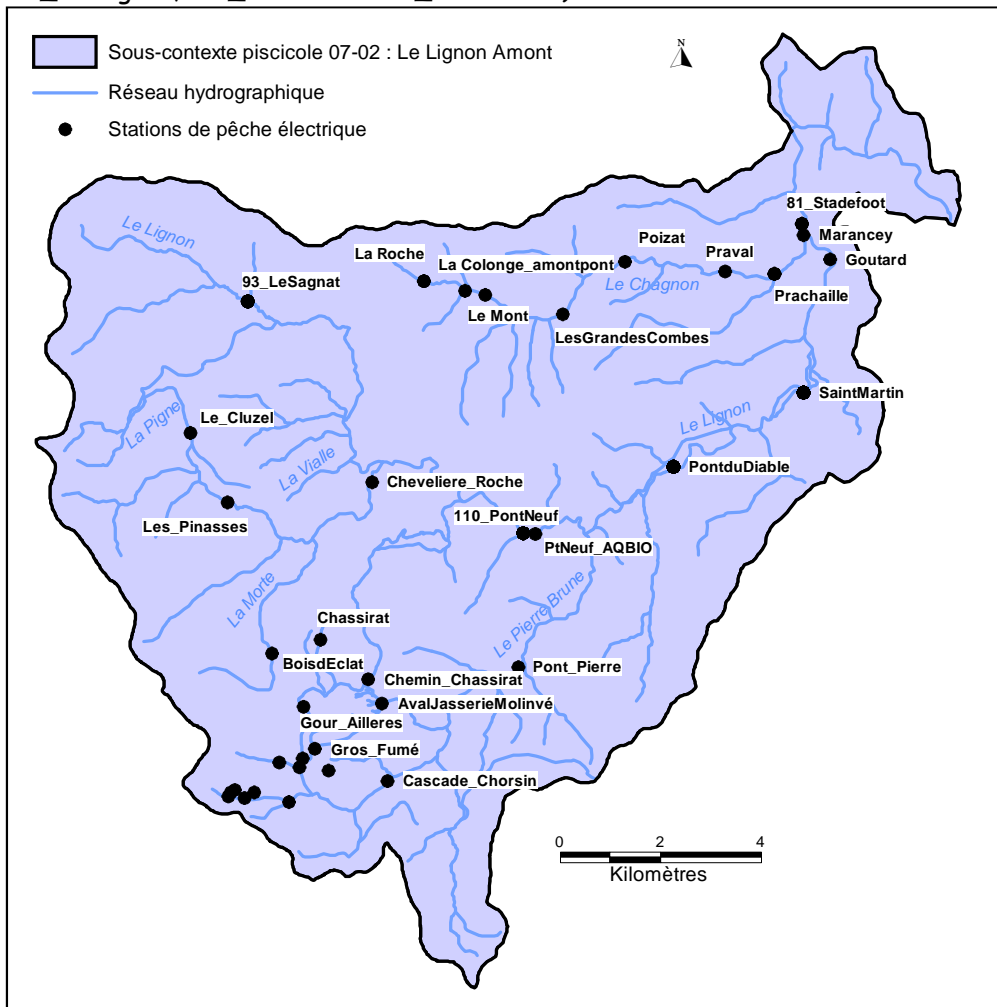 Sous-contexte piscicole 07-02 : Le Lignon Amont
N
Réseau hydrographique
Stations de pêche électrique
81_Stadefoot
Marancey
Le Lignon
La Roche
Poizat
Praval
Goutard
La Colonge_amontpont
93_LeSagnat
Le Chagnon
Prachaille
Le Mont
LesGrandesCombes
SaintMartin
La Pigne
Le_Cluzel
Le Lignon
La Vialle
PontduDiable
Cheveliere_Roche
110_PontNeuf
Les_Pinasses
PtNeuf_AQBIO
La Morte
Le Pierre Brune
Chassirat
BoisdEclat
Pont_Pierre
Chemin_Chassirat
AvalJasserieMolinvé
Gour_Ailleres
Gros_Fumé
Cascade_Chorsin
0 2 4
Kilomètres